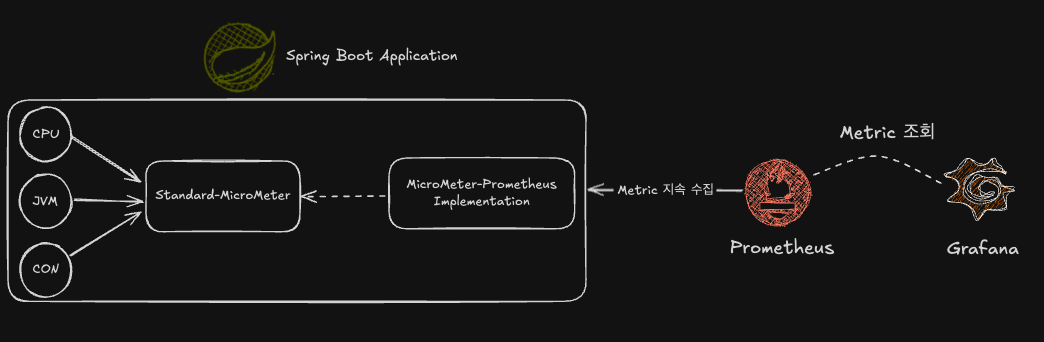 Spring Boot Application
CPU
JVM
CON
Standard-MicroMeter
MicroMeter-Prometheus
Implementation
Metric 지속 수집
Prometheus
Metric 조회
Grafana